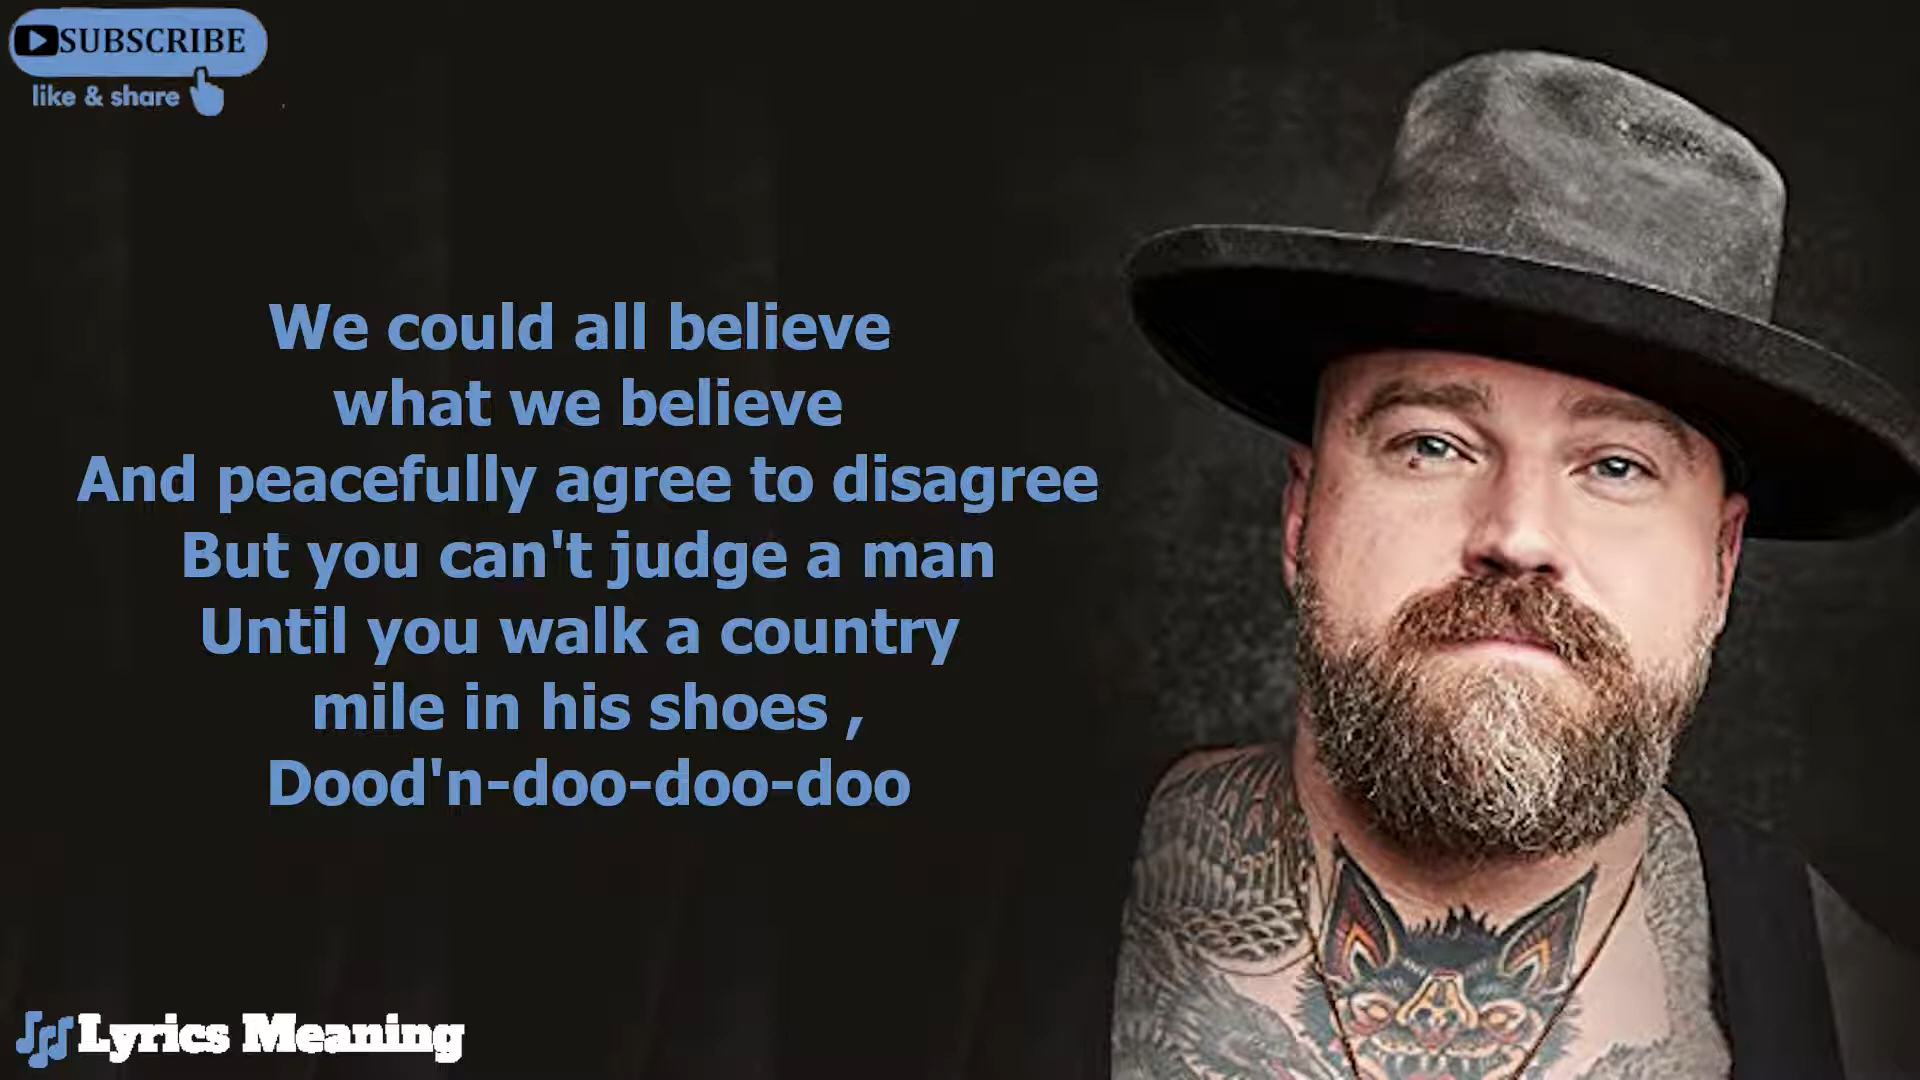 SUBSCRIBE
like & share
We could all believe
what we believe
And peacefully agree to disagree
But you can't judge a man
Until you walk a country
mile in his shoes ,
Dood'n-doo-doo-doo
Lyrics Meaning